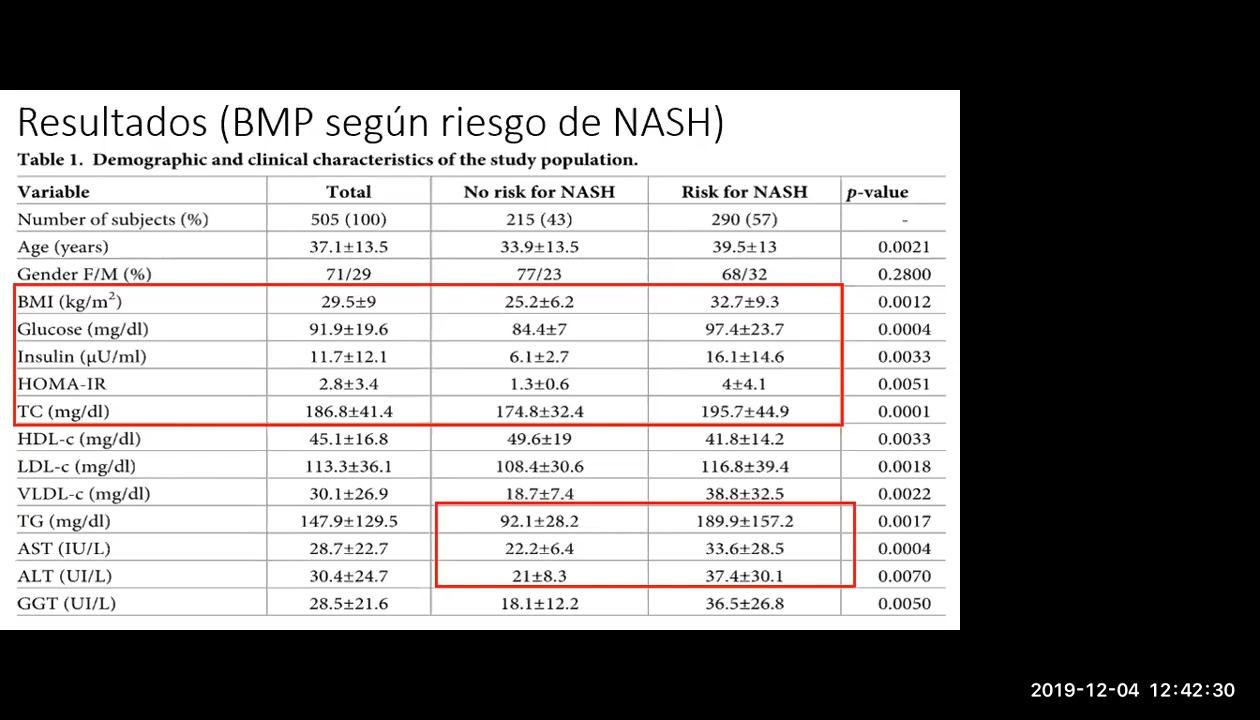 Resultados (BMP según riesgo de NASH)
Table 1. Demographic and clinical characteristics of the study population.
Variable Total No risk for NASH Risk for NASH p-value
Number of subjects (%) 505 (100) 215 (43) 290 (57) -
Age (years) 37.1±13.5 33.9±13.5 39.5±13 0.0021
Gender F/M (%) 71/29 77/23 68/32 0.2800
BMI (kg/m²) 29.5±9 25.2±6.2 32.7±9.3 0.0012
Glucose (mg/dl) 91.9±19.6 84.4±7 97.4±23.7 0.0004
Insulin (μU/ml) 11.7±12.1 6.1±2.7 16.1±14.6 0.0033
HOMA-IR 2.8±3.4 1.3±0.6 4±4.1 0.0051
TC (mg/dl) 186.8±41.4 174.8±32.4 195.7±44.9 0.0001
HDL-c (mg/dl) 45.1±16.8 49.6±19 41.8±14.2 0.0033
LDL-c (mg/dl) 113.3±36.1 108.4±30.6 116.8±39.4 0.0018
VLDL-c (mg/dl) 30.1±26.9 18.7±7.4 38.8±32.5 0.0022
TG (mg/dl) 147.9±129.5 92.1±28.2 189.9±157.2 0.0017
AST (IU/L) 28.7±22.7 22.2±6.4 33.6±28.5 0.0004
ALT (UI/L) 30.4±24.7 21±8.3 37.4±30.1 0.0070
GGT (UI/L) 28.5±21.6 18.1±12.2 36.5±26.8 0.0050
2019-12-04 12:42:30